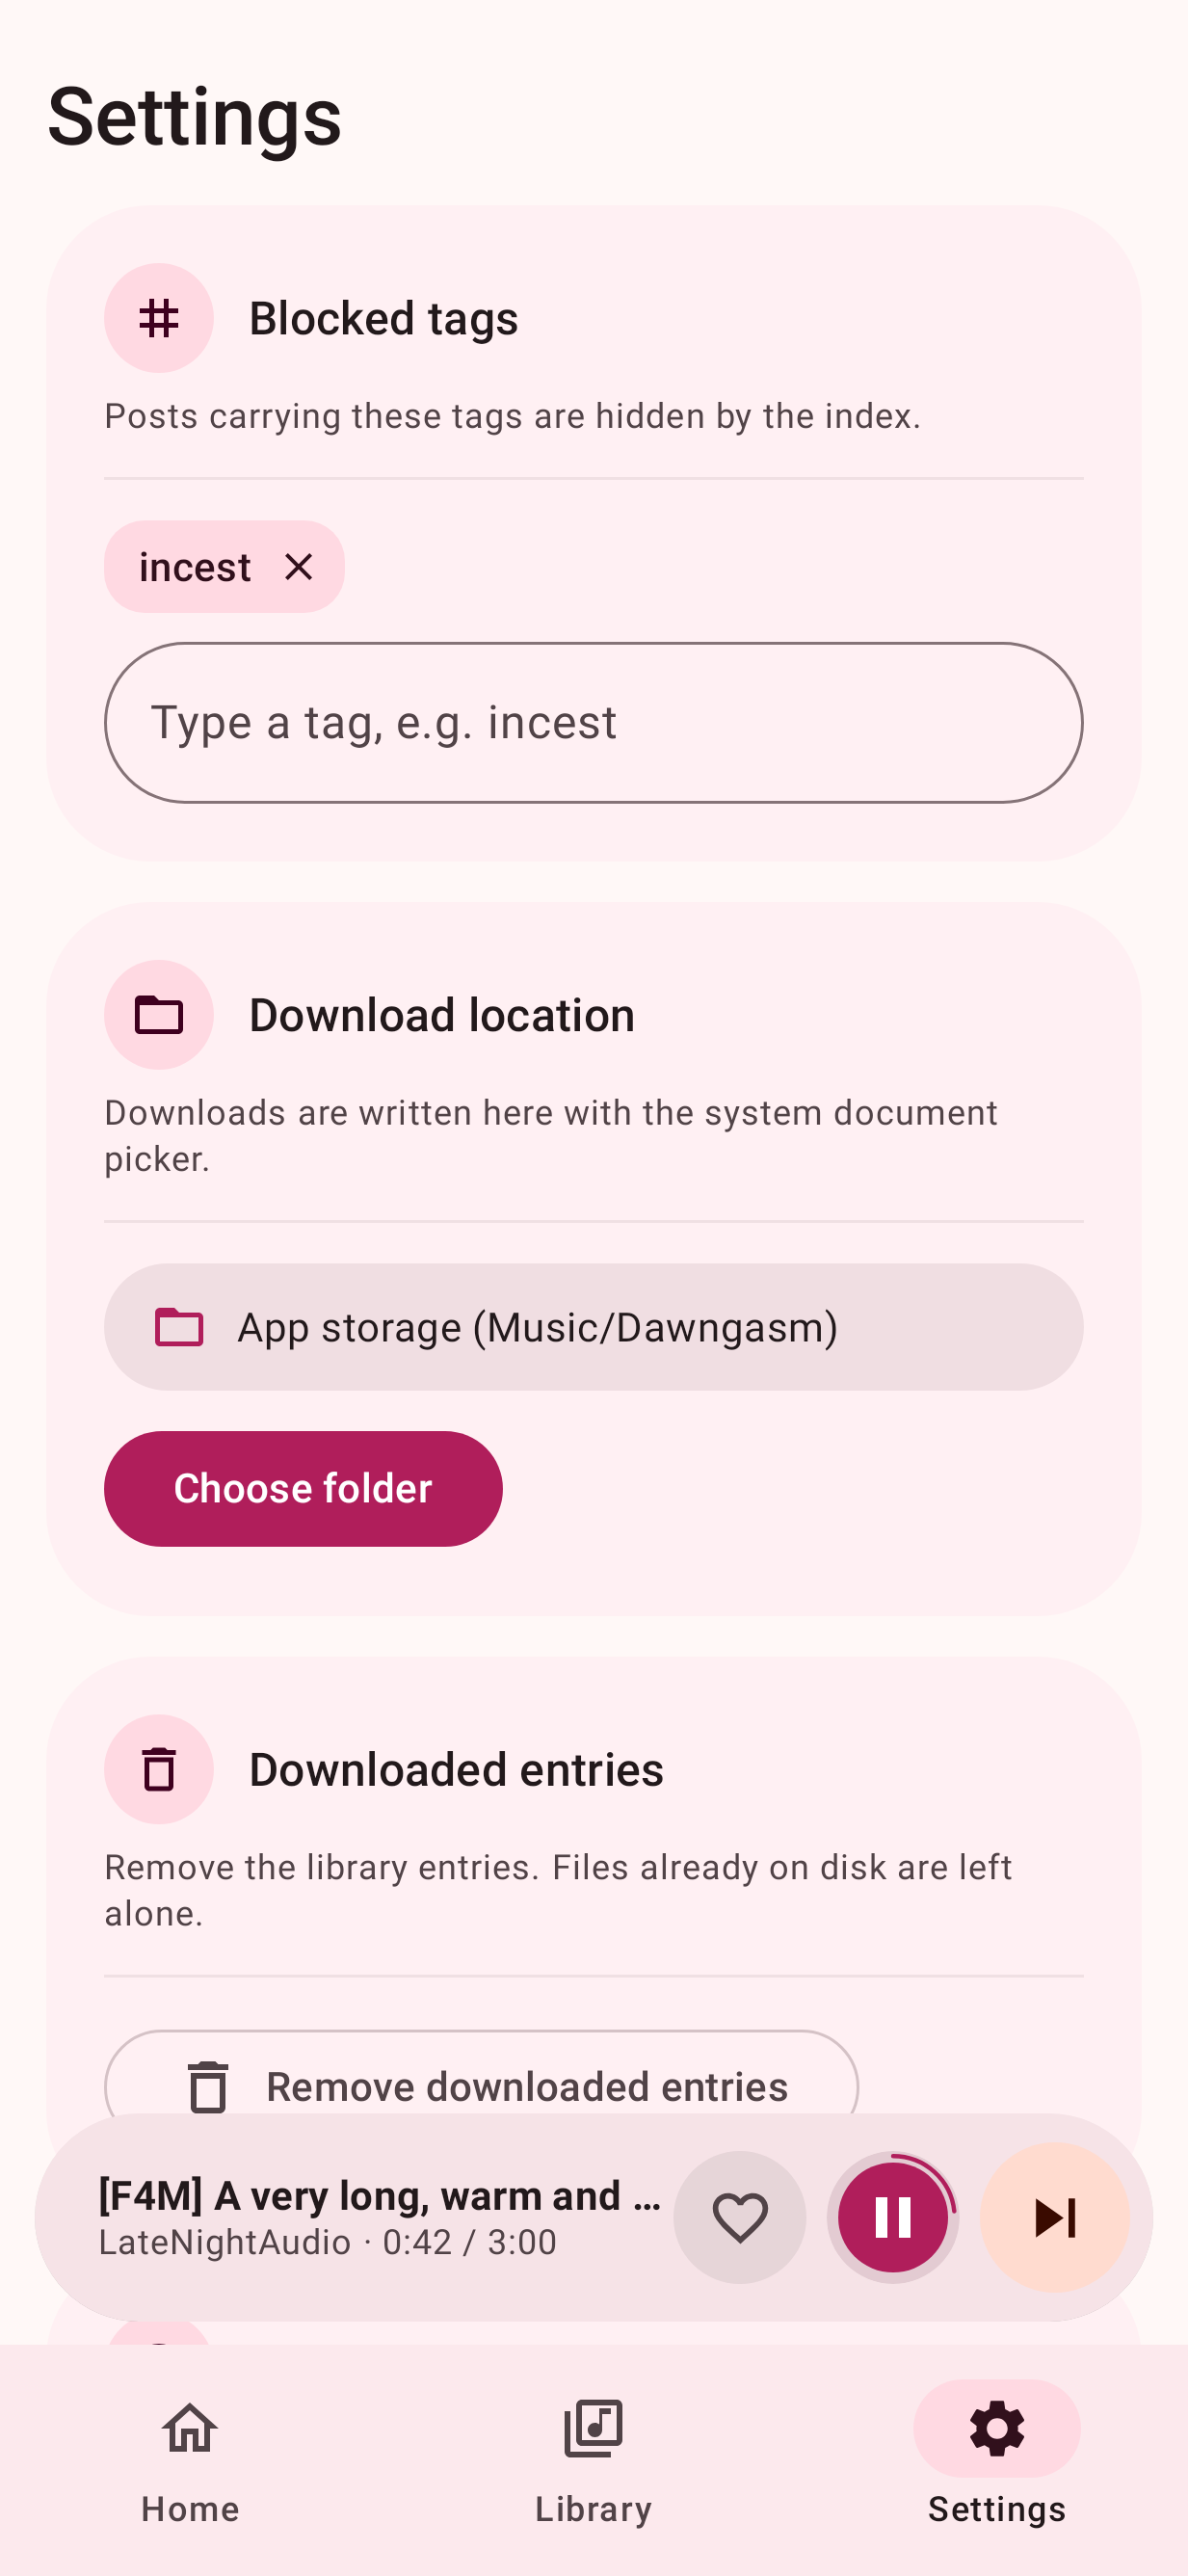 Settings
Blocked tags
Posts carrying these tags are hidden by the index.
incest
Type a tag, e.g. incest
Download location
Downloads are written here with the system document
picker.
App storage (Music/Dawngasm)
Choose folder
Downloaded entries
Remove the library entries. Files already on disk are left
alone.
Remove downloaded entries
[F4M] A very long, warm and …
LateNightAudio · 0:42 / 3:00
Home
Library
Settings